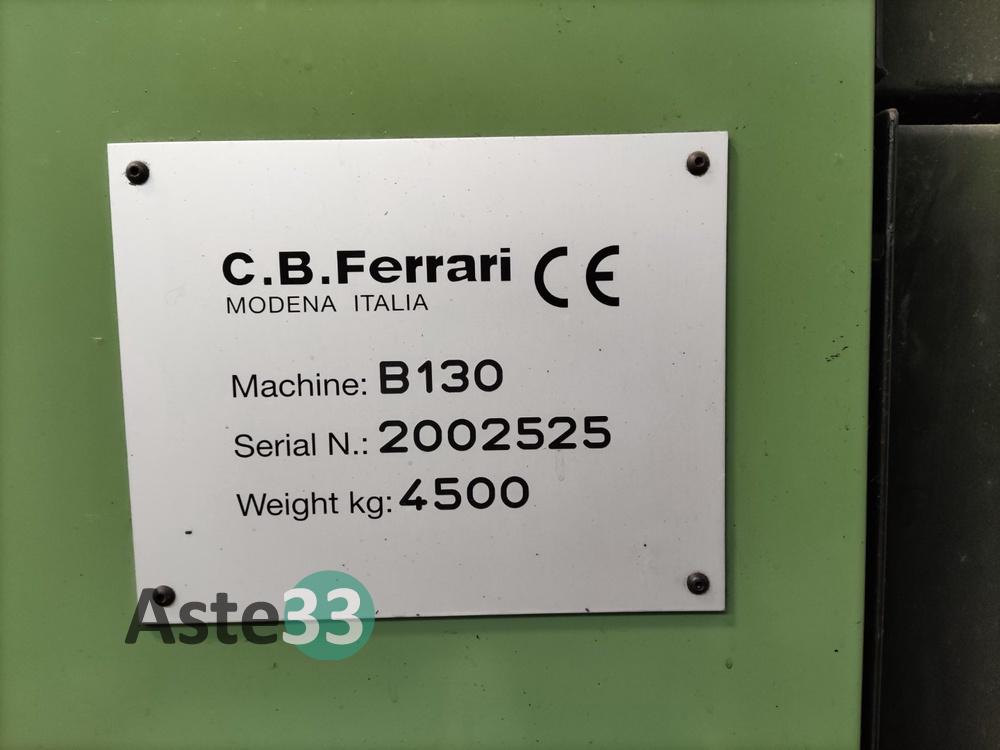 C.B.Ferrari CE
MODENA ITALIA
Machine: B130
Serial N.: 2002525
Weight kg: 4500
Aste33